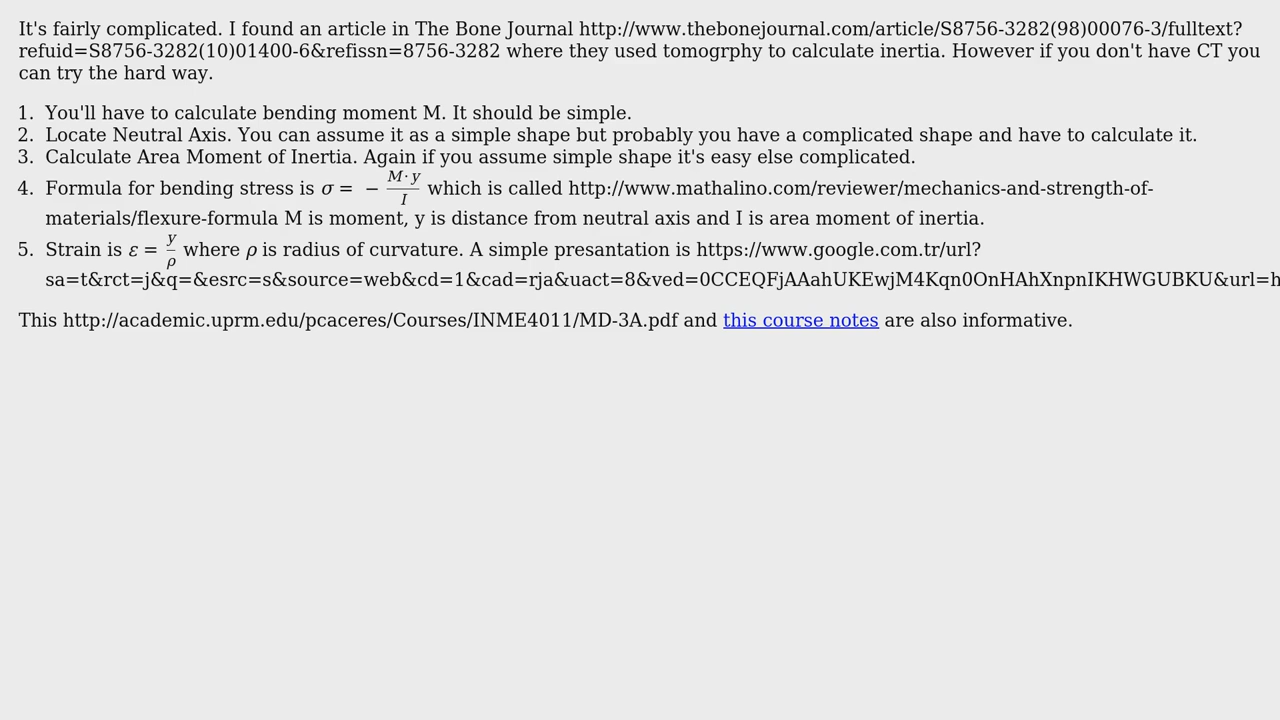 It's fairly complicated. I found an article in The Bone Journal http://www.thebonejournal.com/article/S8756-3282(98)00076-3/fulltext?
refuid=S8756-3282(10)01400-6&refissn=8756-3282 where they used tomogrphy to calculate inertia. However if you don't have CT you
can try the hard way.
1. You'll have to calculate bending moment M. It should be simple.
2. Locate Neutral Axis. You can assume it as a simple shape but probably you have a complicated shape and have to calculate it.
3. Calculate Area Moment of Inertia. Again if you assume simple shape it's easy else complicated.
4. Formula for bending stress is $\sigma = -\frac{M \cdot y}{I}$ which is called http://www.mathalino.com/reviewer/mechanics-and-strength-of-
materials/flexure-formula M is moment, y is distance from neutral axis and I is area moment of inertia.
5. Strain is $\varepsilon = \frac{y}{\rho}$ where $\rho$ is radius of curvature. A simple presantation is https://www.google.com.tr/url?
sa=t&rct=j&q=&esrc=s&source=web&cd=1&cad=rja&uact=8&ved=0CCEQFjAAahUKEwjM4Kqn0OnHAhXnpnIKHWGUBKU&url=h
This http://academic.uprm.edu/pcaceres/Courses/INME4011/MD-3A.pdf and this course notes are also informative.